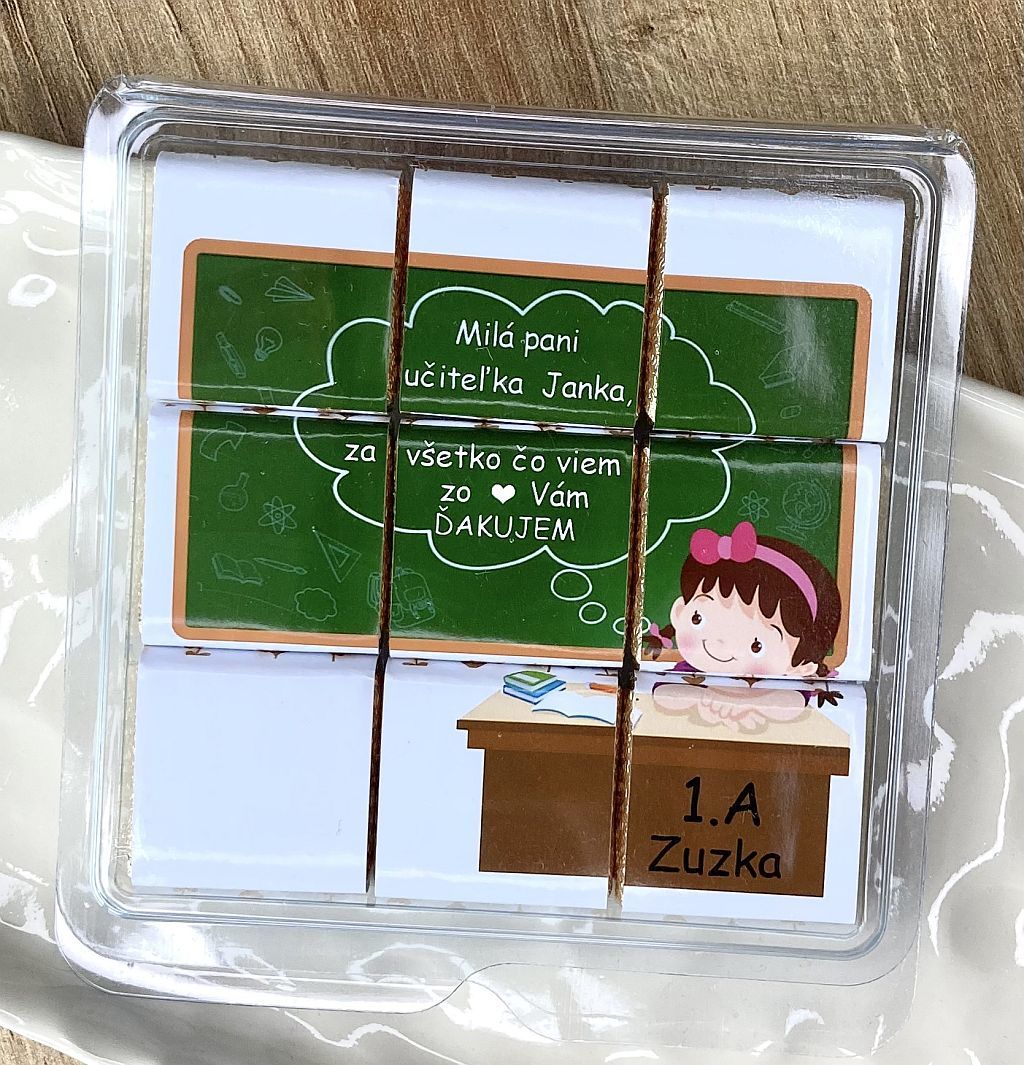 Milá pani
učiteľka Janka,
za všetko čo viem
zo ❤ Vám
ĎAKUJEM
1.A
Zuzka